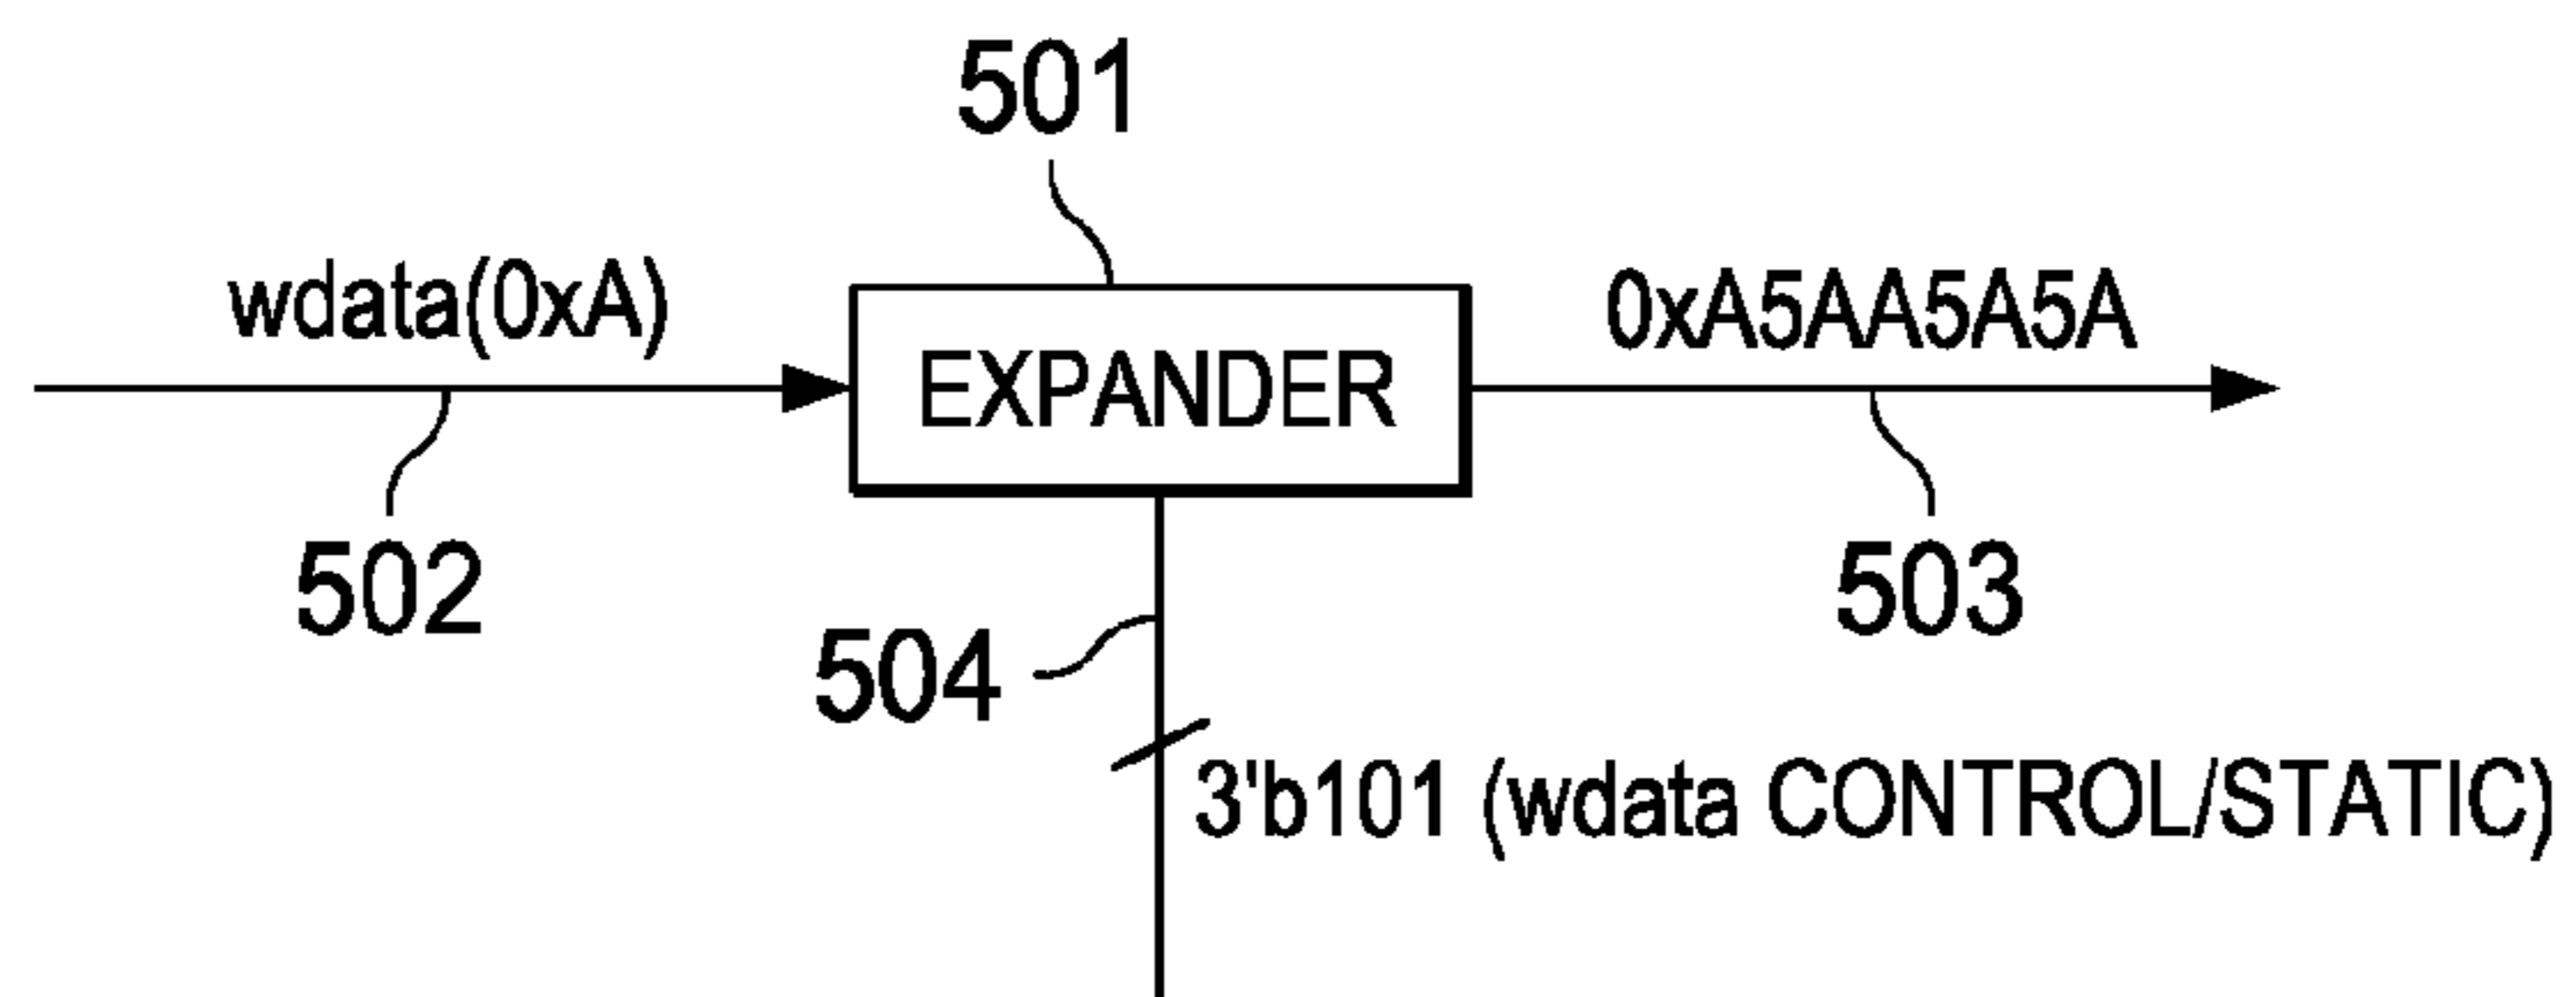 501
wdata(0xA)
0xA5AA5A5A
EXPANDER
502
503
504
3'b101 (wdata CONTROL/STATIC)